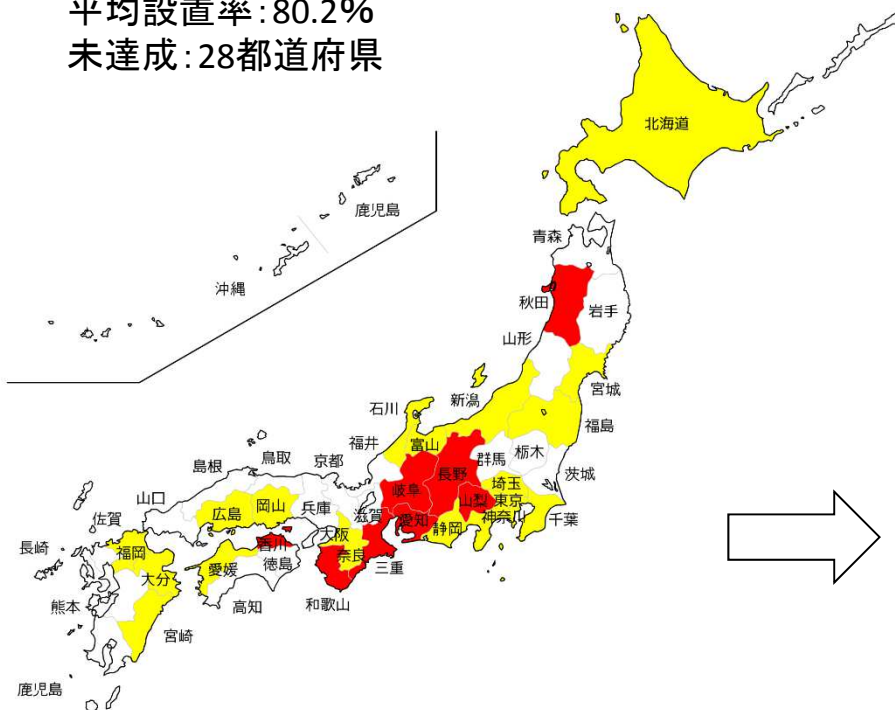 平均設置率:80.2%
未達成:28都道府県
北海道
鹿児島
青森
沖縄
秋田
岩手
山形
宮城
新潟
石川
福島
富山
福井
群馬
栃木
鳥取
京都
長野
茨城
島根
埼玉
岐阜
山梨
東京
山口
岡山
兵庫
滋賀
広島
愛知
神奈川
千葉
佐賀
静岡
大阪
香川
長崎
福岡
奈良
愛媛
徳島
三重
大分
熊本
高知
和歌山
宮崎
鹿児島